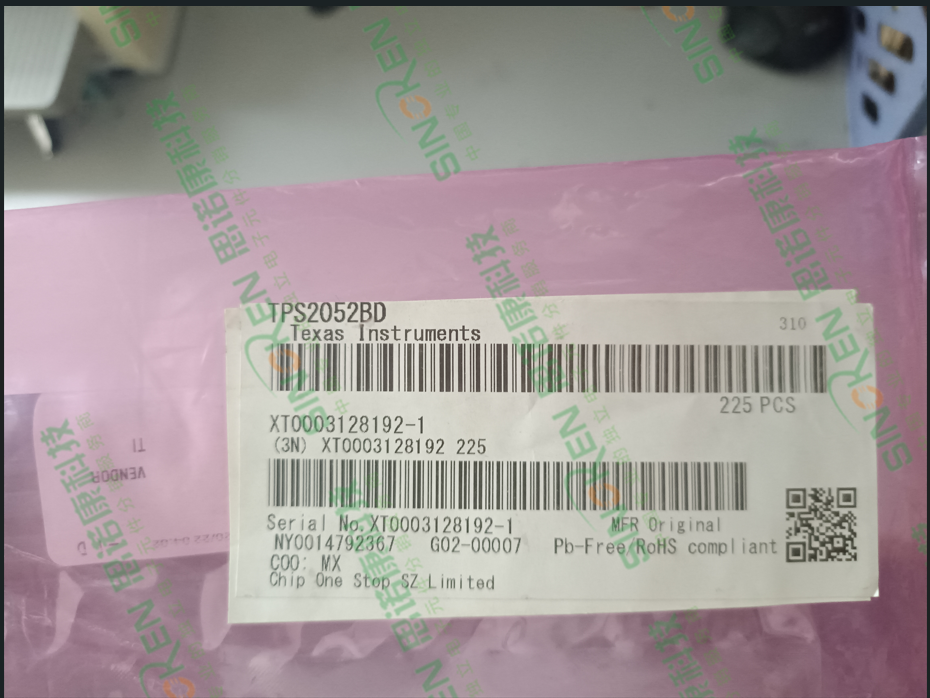 TPS2052BD
Texas Instruments
310
225 PCS
XT0003128192-1
(3N) XT0003128192 225
Serial No.XT0003128192-1
MFR Original
NY0014792367 G02-00007 Pb-Free/RoHS compliant
COO: MX
Chip One Stop SZ Limited
TI
VENDOR
SINOKEN 思诺康科技